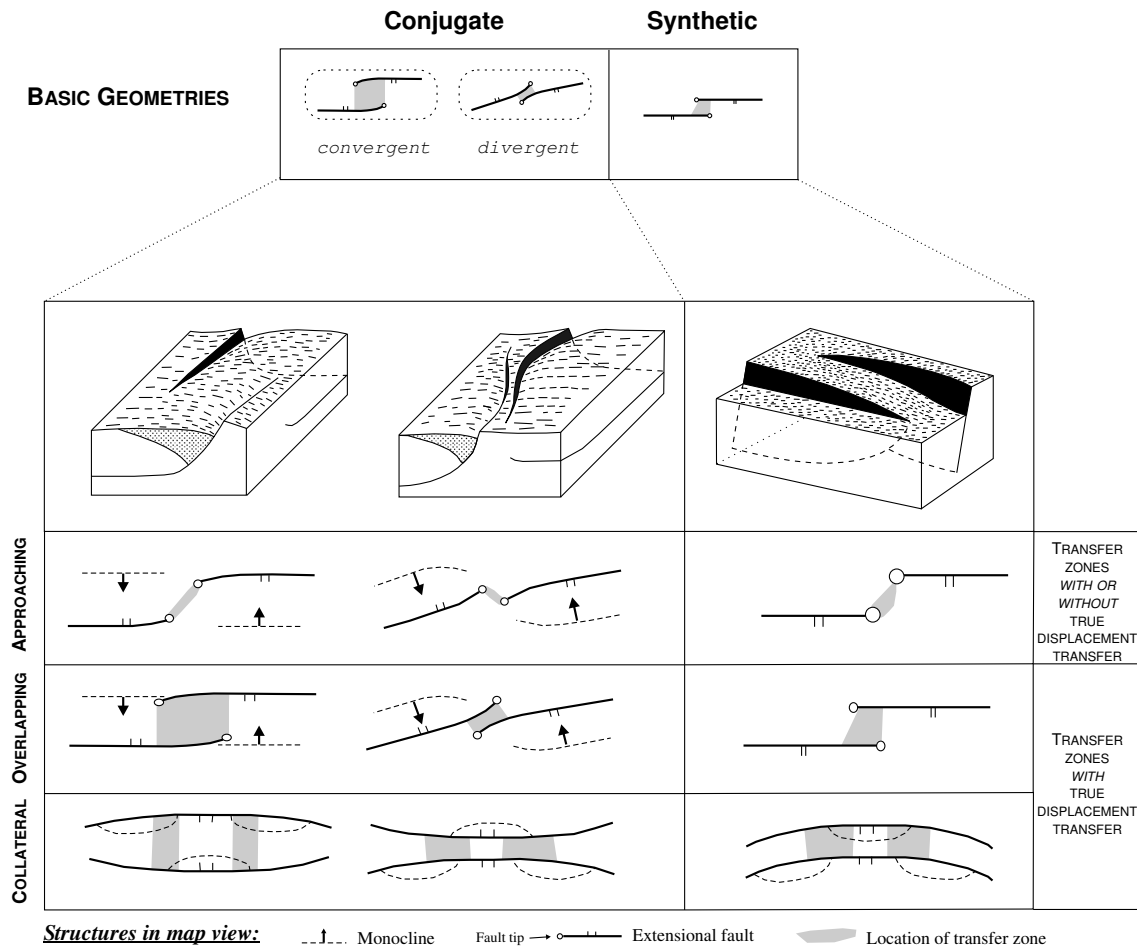 Conjugate
Synthetic
BASIC GEOMETRIES
convergent
divergent
APPROACHING
TRANSFER
ZONES
WITH OR
WITHOUT
TRUE
DISPLACEMENT
TRANSFER
OVERLAPPING
COLLATERAL
TRANSFER
ZONES
WITH
TRUE
DISPLACEMENT
TRANSFER
Structures in map view:
Monocline
Fault tip
Extensional fault
Location of transfer zone